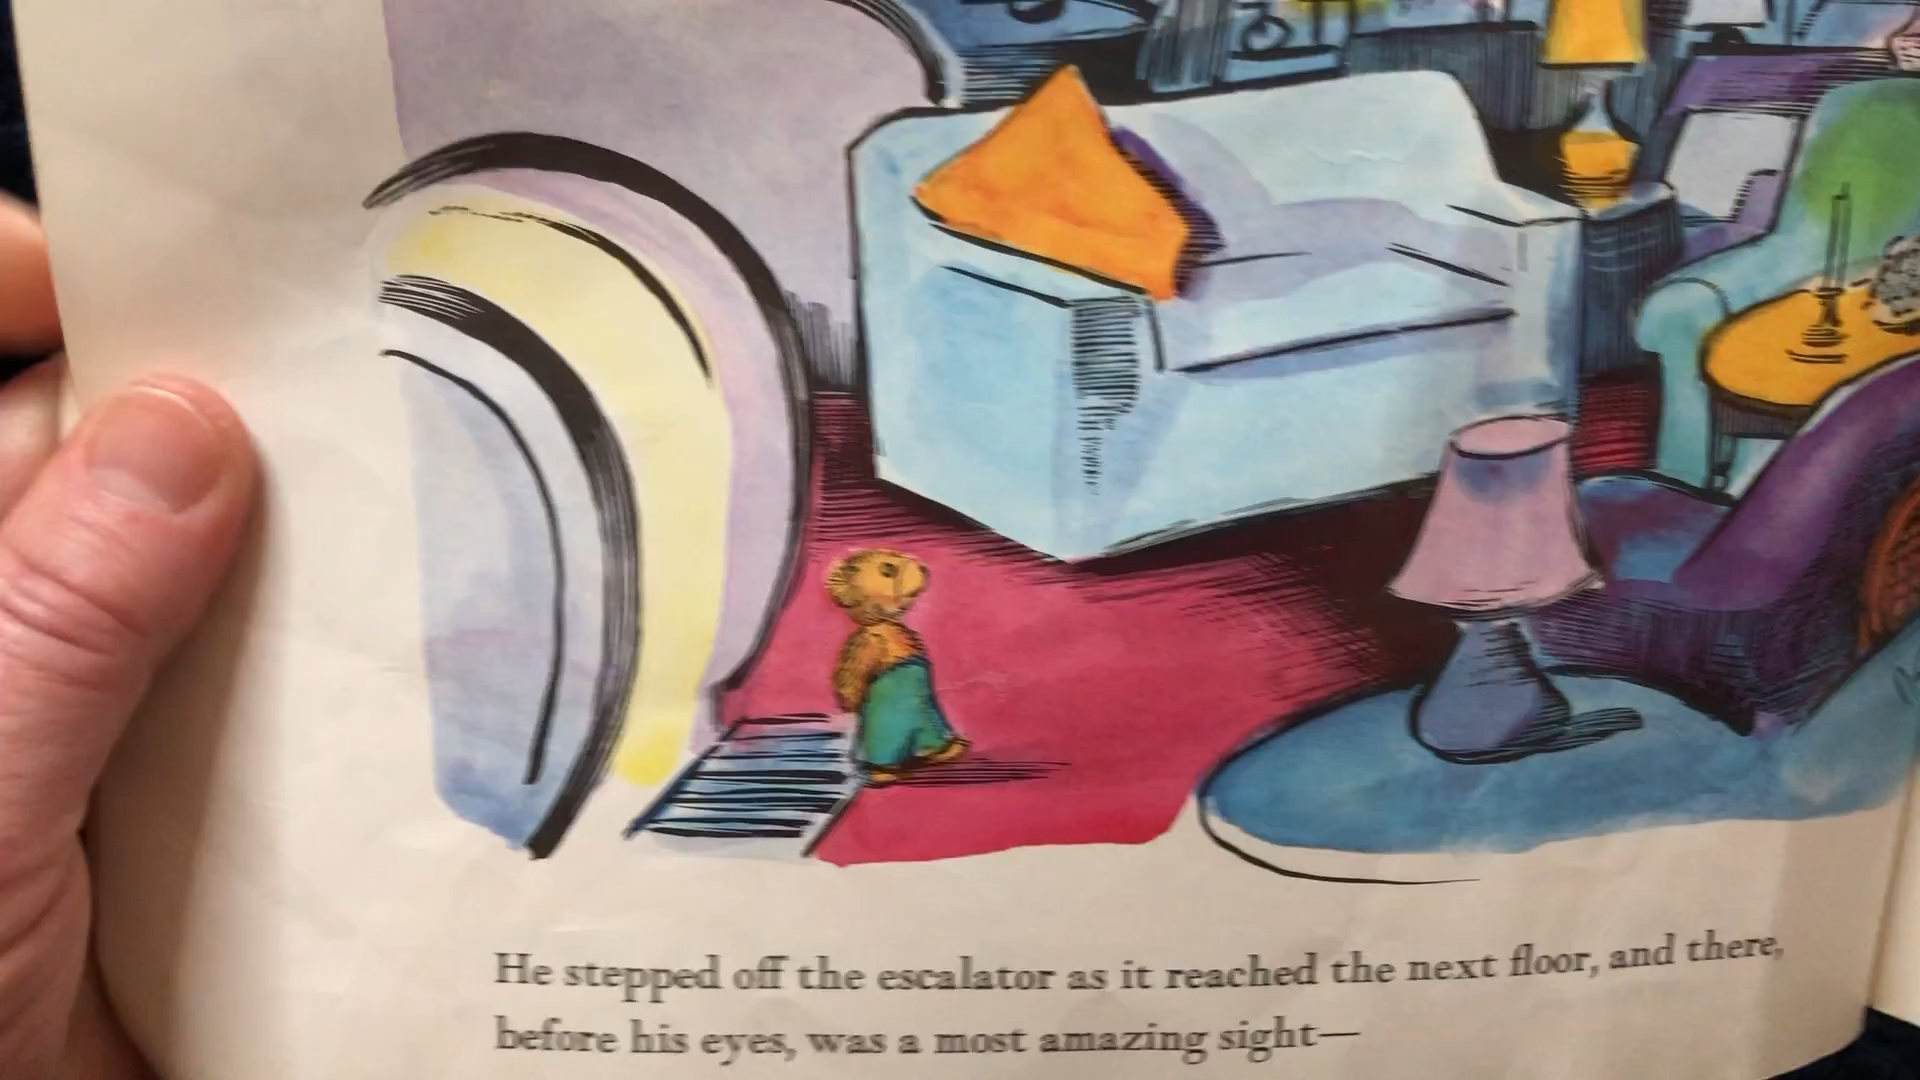 He stepped off the escalator as it reached the next floor, and there,
before his eyes, was a most amazing sight—